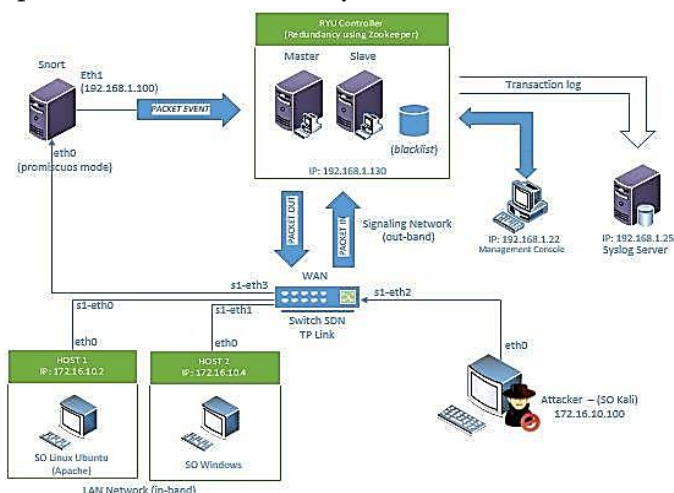 RYU Controller
(Redundancy using Zookeeper)
Master
Slave
Snort
Eth1
(192.168.1.100)
PACKET EVENT
Transaction log
(blacklist)
eth0
(promiscuos mode)
IP: 192.168.1.130
PACKET OUT
PACKET IN
Signaling Network
(out-band)
IP: 192.168.1.22
Management Console
IP: 192.168.1.25
Syslog Server
WAN
s1-eth3
s1-eth2
s1-eth0
s1-eth1
Switch SDN
TP Link
eth0
eth0
eth0
HOST 1
IP: 172.16.10.2
HOST 2
IP: 172.16.10.4
Attacker – (SO Kali)
172.16.10.100
SO Linux Ubuntu
(Apache)
SO Windows
LAN Network (in-band)